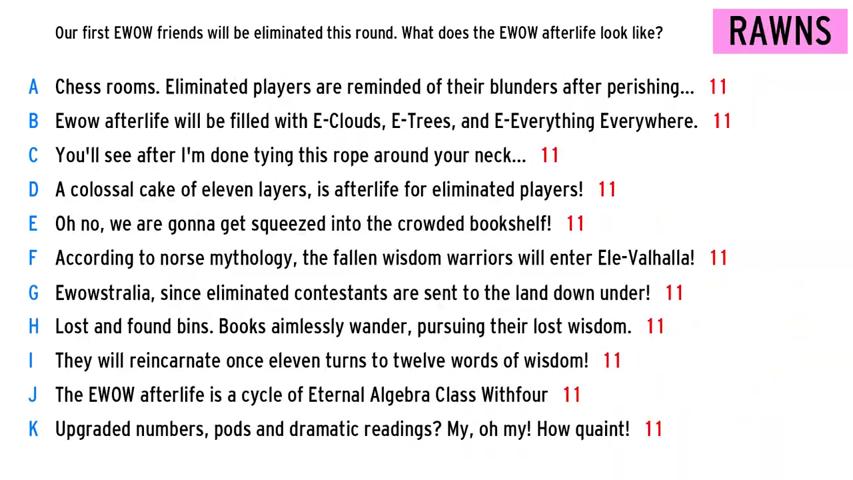 Our first EWOW friends will be eliminated this round. What does the EWOW afterlife look like?
RAWNS
A Chess rooms. Eliminated players are reminded of their blunders after perishing... 11
B Ewow afterlife will be filled with E-Clouds, E-Trees, and E-Everything Everywhere. 11
C You'll see after I'm done tying this rope around your neck... 11
D A colossal cake of eleven layers, is afterlife for eliminated players! 11
E Oh no, we are gonna get squeezed into the crowded bookshelf! 11
F According to norse mythology, the fallen wisdom warriors will enter Ele-Valhalla! 11
G Ewowstralia, since eliminated contestants are sent to the land down under! 11
H Lost and found bins. Books aimlessly wander, pursuing their lost wisdom. 11
I They will reincarnate once eleven turns to twelve words of wisdom! 11
J The EWOW afterlife is a cycle of Eternal Algebra Class Withfour 11
K Upgraded numbers, pods and dramatic readings? My, oh my! How quaint! 11